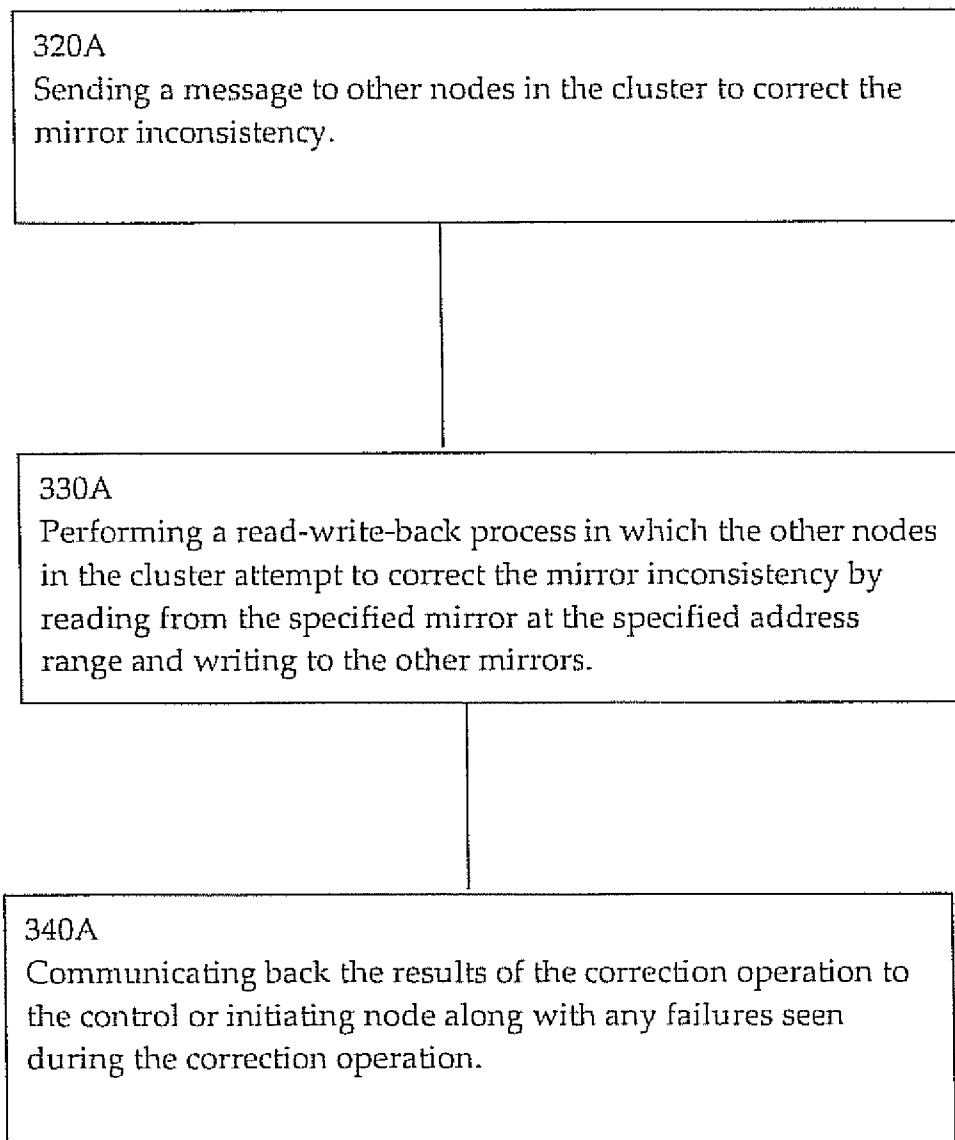 320A
Sending a message to other nodes in the cluster to correct the
mirror inconsistency.
330A
Performing a read-write-back process in which the other nodes
in the cluster attempt to correct the mirror inconsistency by
reading from the specified mirror at the specified address
range and writing to the other mirrors.
340A
Communicating back the results of the correction operation to
the control or initiating node along with any failures seen
during the correction operation.